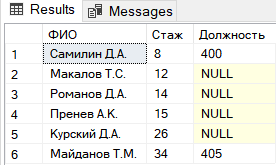 Results Messages
ФИО Стаж Должность
1 Самилин Д.А. 8 400
2 Макалов Т.С. 12 NULL
3 Романов Д.А. 14 NULL
4 Пренев А.К. 15 NULL
5 Курский Д.А. 26 NULL
6 Майданов Т.М. 34 405